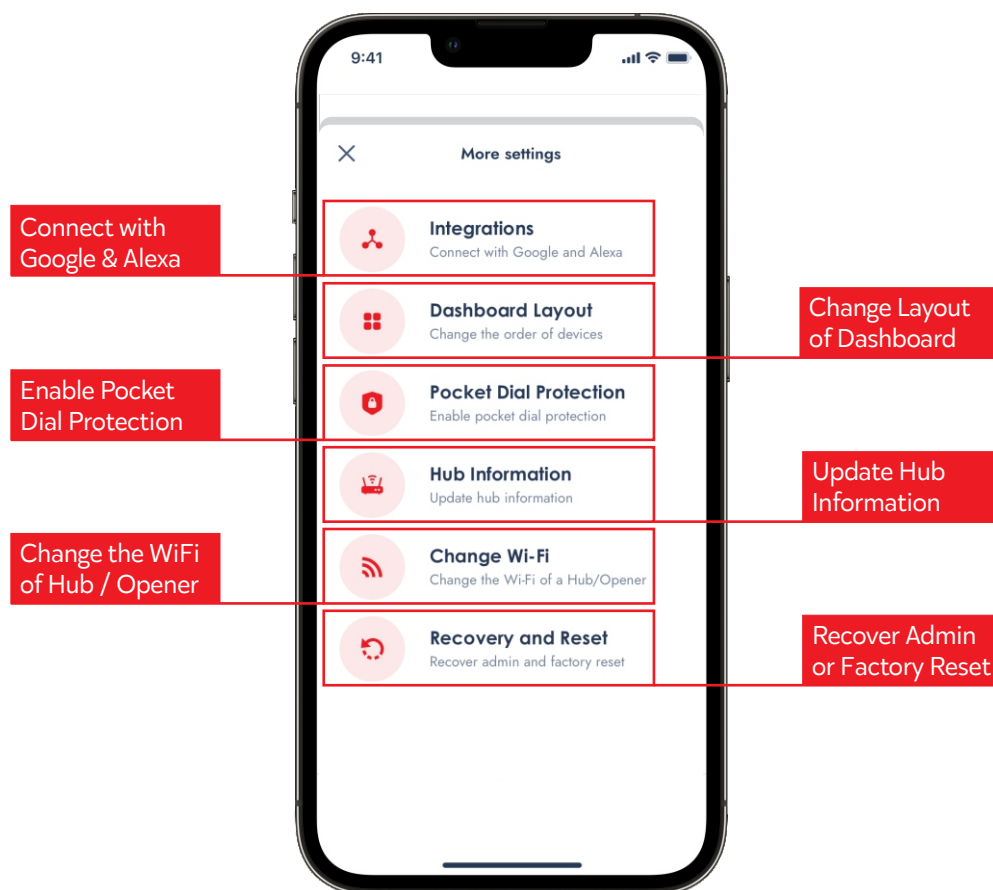 9:41
More settings
Connect with
Google & Alexa
Integrations
Connect with Google and Alexa
Dashboard Layout
Change the order of devices
Change Layout
of Dashboard
Enable Pocket
Dial Protection
Pocket Dial Protection
Enable pocket dial protection
Hub Information
Update hub information
Update Hub
Information
Change the WiFi
of Hub / Opener
Change Wi-Fi
Change the Wi-Fi of a Hub/Opener
Recovery and Reset
Recover admin and factory reset
Recover Admin
or Factory Reset